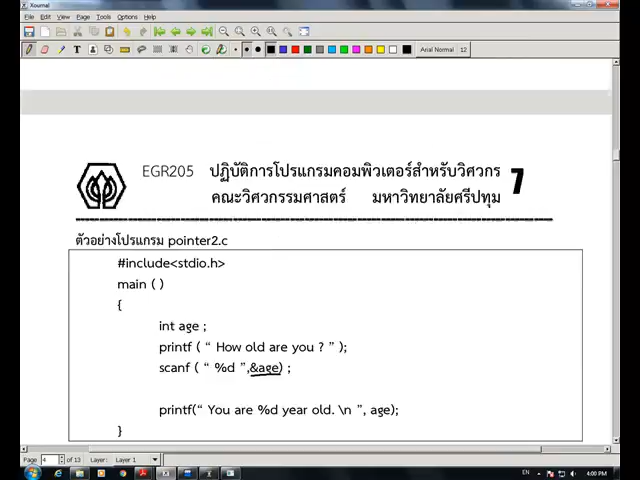 Xournal
File Edit View Page Tools Options Help
Arial Normal 12
EGR205 ปฏิบัติการโปรแกรมคอมพิวเตอร์สำหรับวิศวกร 7
คณะวิศวกรรมศาสตร์ มหาวิทยาลัยศรีปทุม
ตัวอย่างโปรแกรม pointer2.c
#include<stdio.h>
main ( )
{
int age ;
printf ( “ How old are you ? ” );
scanf ( “ %d ”,&age) ;
printf(“ You are %d year old. \n ”, age);
}
Page 4 of 13 Layer: Layer 1
EN 4:00 PM